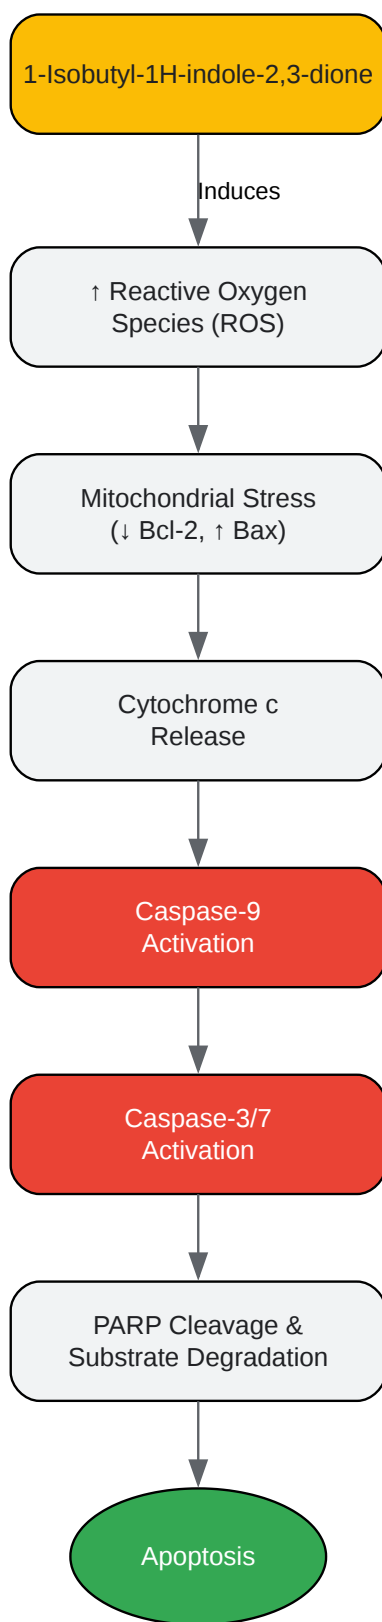 1-Isobutyl-1H-indole-2,3-dione
Induces
↑ Reactive Oxygen
Species (ROS)
Mitochondrial Stress
(↓ Bcl-2, ↑ Bax)
Cytochrome c
Release
Caspase-9
Activation
Caspase-3/7
Activation
PARP Cleavage &
Substrate Degradation
Apoptosis